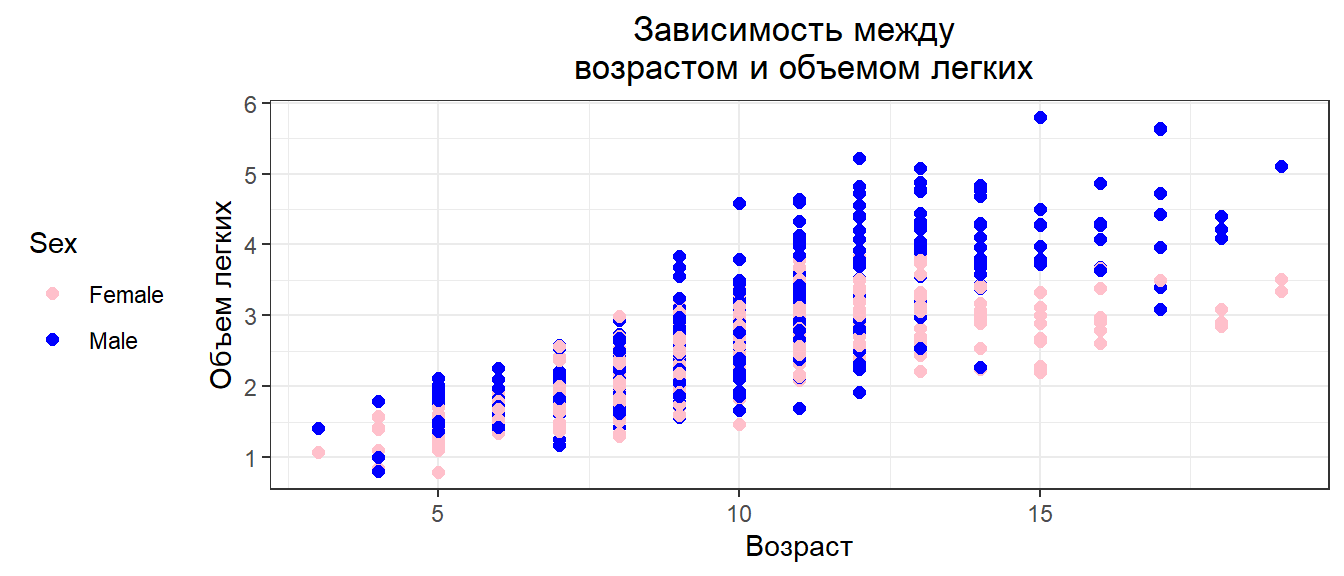 Зависимость между
возрастом и объемом легких
Sex
Female
Male
Объем легких
6
5
4
3
2
1
5
10
15
Возраст